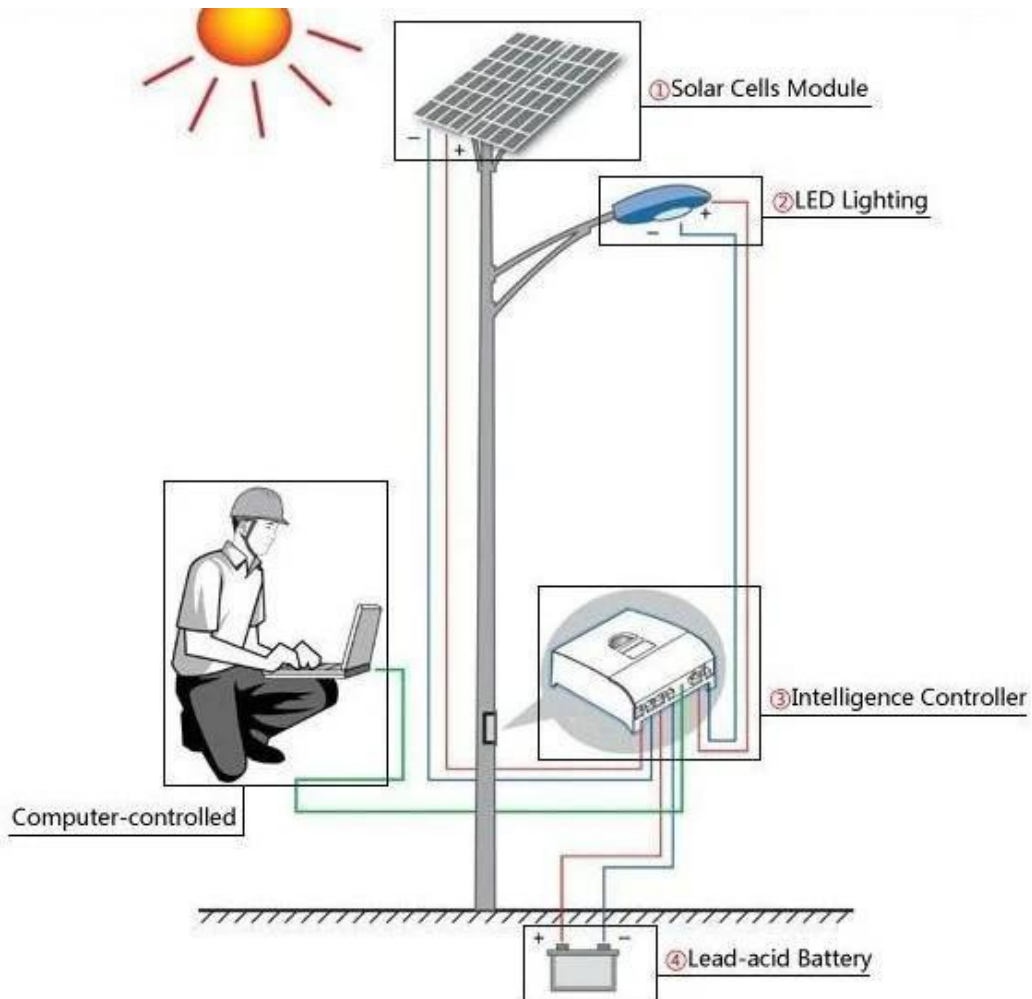 ①Solar Cells Module
− +
②LED Lighting
+
−
③Intelligence Controller
Computer-controlled
+ −
④Lead-acid Battery